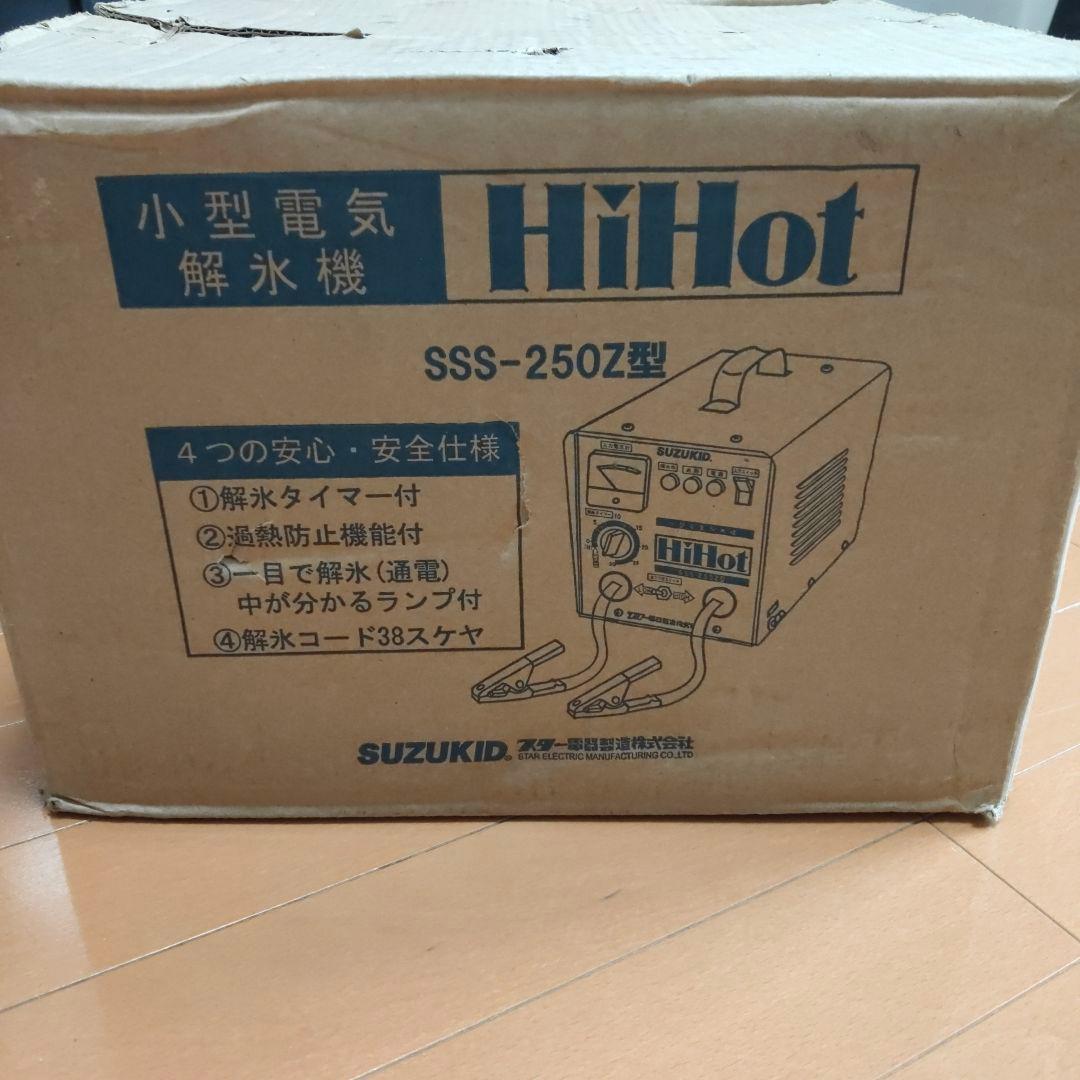 小型電気
解氷機
HiHot
SSS-250Z型
4つの安心・安全仕様
①解氷タイマー付
②過熱防止機能付
③一目で解氷(通電)
中が分かるランプ付
④解氷コード38スケヤ
SUZUKID
HiHot
SUZUKID
スター電器製造株式会社
STAR ELECTRIC MANUFACTURING CO.,LTD